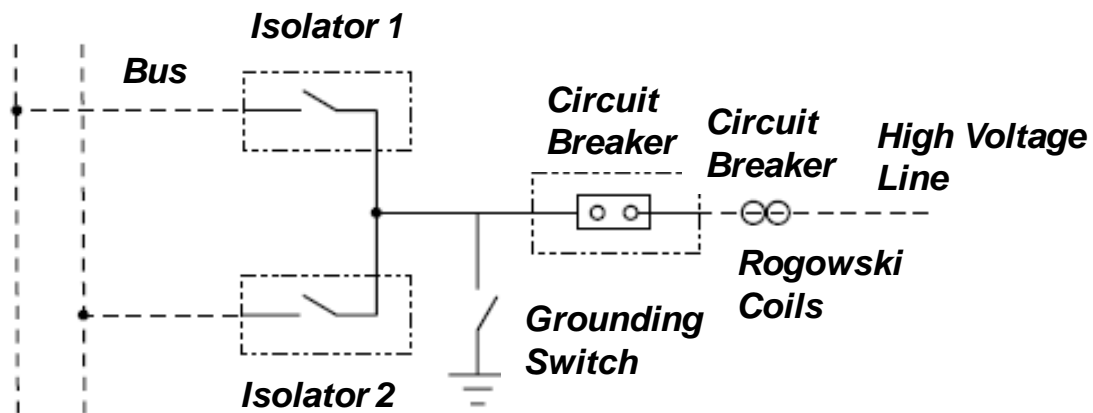 Isolator 1
Bus
Circuit
Breaker
Circuit
Breaker
High Voltage
Line
Rogowski
Coils
Grounding
Switch
Isolator 2